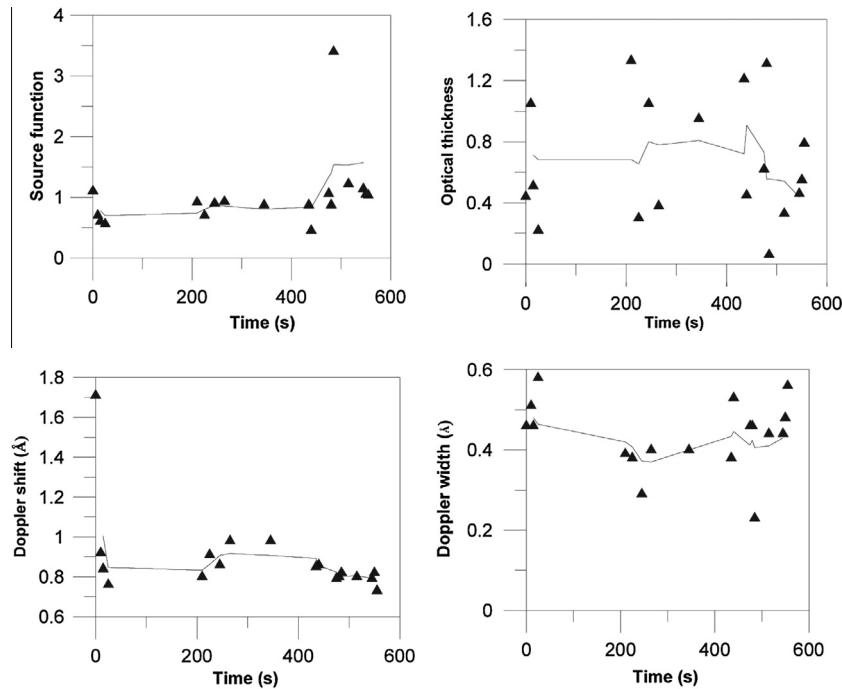 4
3
2
1
0
Source function
0 200 400 600
Time (s)
1.6
1.2
0.8
0.4
0
Optical thickness
0 200 400 600
Time (s)
1.8
1.6
1.4
1.2
1
0.8
0.6
Doppler shift (Å)
0 200 400 600
Time (s)
0.6
0.4
0.2
0
Doppler width (Å)
0 200 400 600
Time (s)